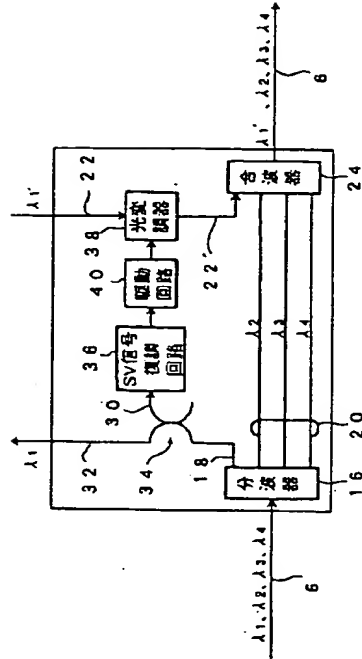 λ1
λ1'
32
22
光変調器
38
駆動回路
40
SV信号復調回路
36
30
34
18
22'
λ1'、λ2、λ3、λ4
6
合波器
24
λ2
λ3
λ4
20
分波器
16
λ1、λ2、λ3、λ4
6